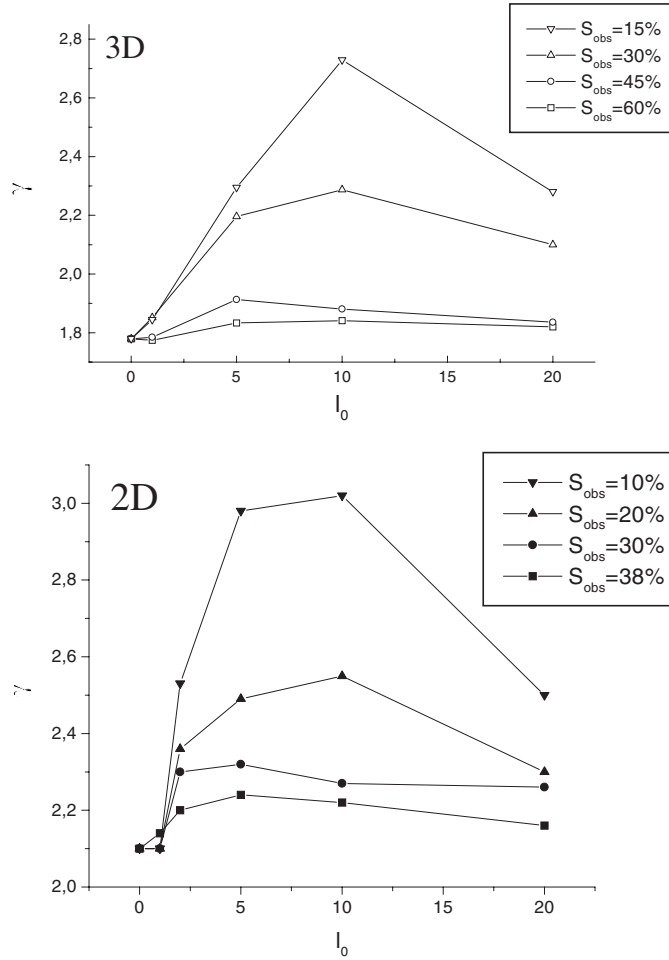 3D
S_obs=15%
S_obs=30%
S_obs=45%
S_obs=60%
2,8
2,6
2,4
2,2
2,0
1,8
γ
0 5 10 15 20
l_0
2D
S_obs=10%
S_obs=20%
S_obs=30%
S_obs=38%
3,0
2,8
2,6
2,4
2,2
2,0
γ
0 5 10 15 20
l_0